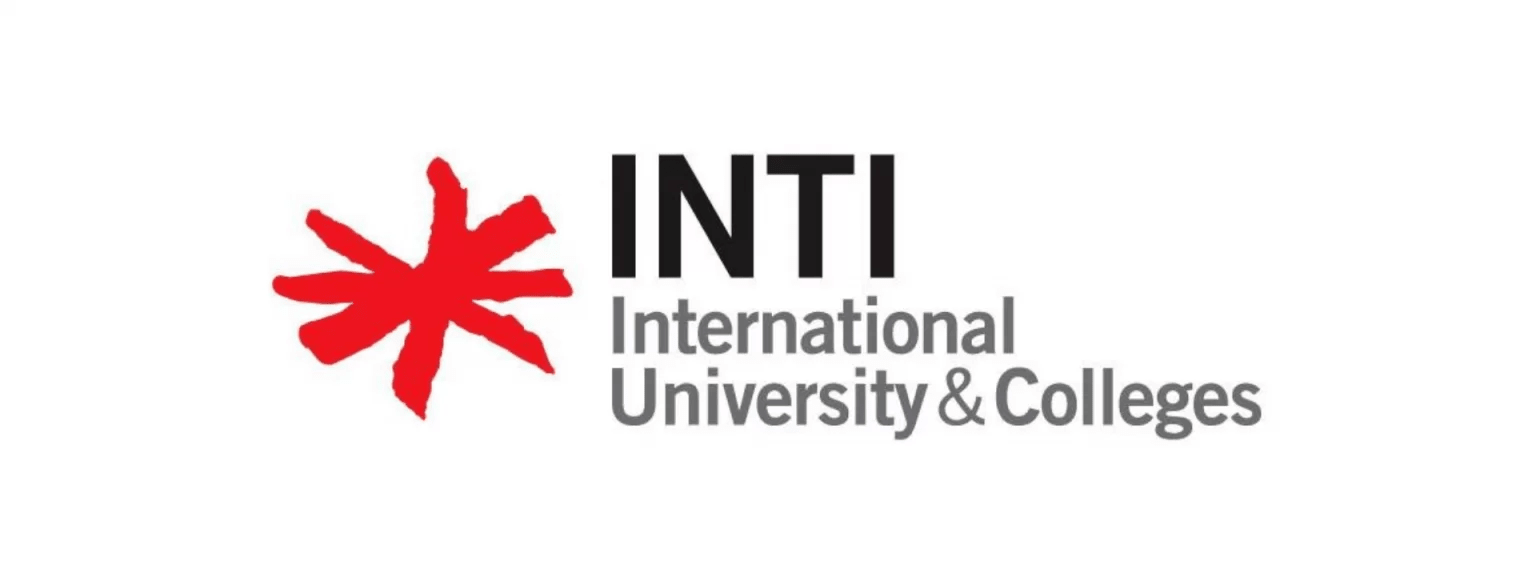 INTI
International
University & Colleges